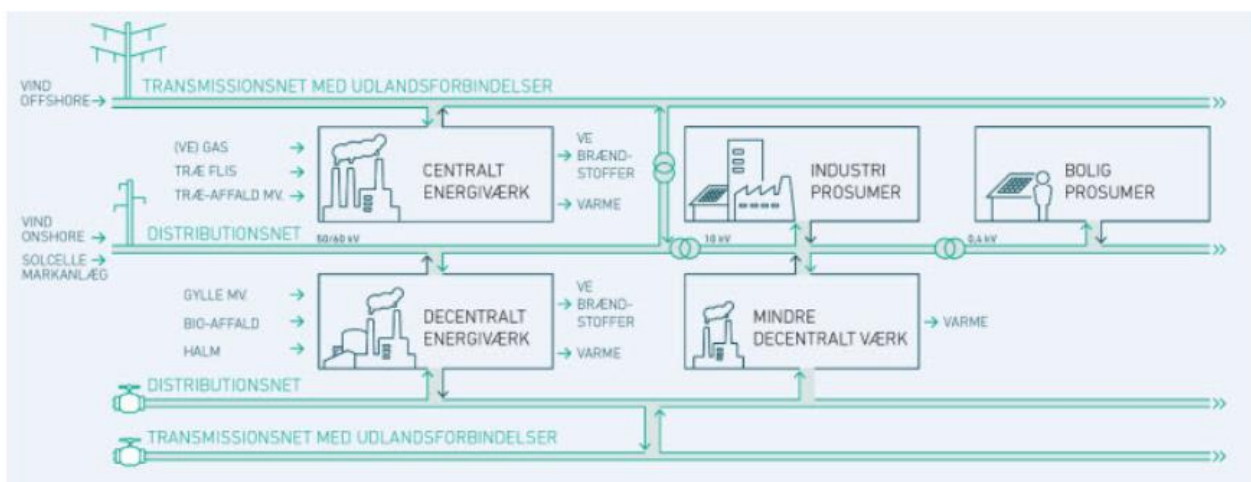 TRANSMISSIONSNET MED UDLANDSFORBINDELSER
VIND
OFFSHORE
(VE) GAS
TRÆ FLIS
TRÆ-AFFALD MV.
CENTRALT
ENERGIVÆRK
VE
BRÆND-
STOFFER
VARME
INDUSTRI
PROSUMER
BOLIG
PROSUMER
VIND
ONSHORE
DISTRIBUTIONSNET
50/60 kV
10 kV
0,4 kV
SOLCELLE
MARKANLÆG
GYLLE MV.
BIO-AFFALD
HALM
DECENTRALT
ENERGIVÆRK
VE
BRÆND-
STOFFER
VARME
MINDRE
DECENTRALT VÆRK
VARME
DISTRIBUTIONSNET
TRANSMISSIONSNET MED UDLANDSFORBINDELSER